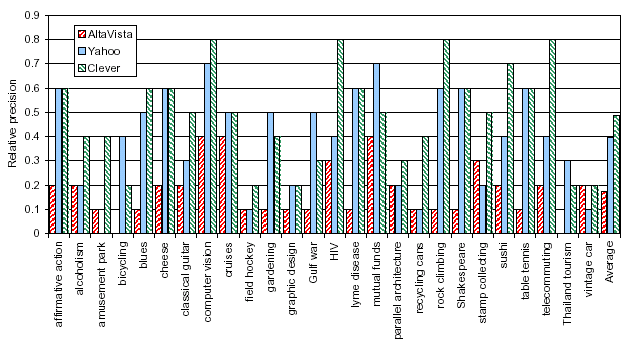 0.9
0.8
0.7
0.6
0.5
0.4
0.3
0.2
0.1
0
Relative precision
AltaVista
Yahoo
Clever
affirmative action
alcoholism
amusement park
bicycling
blues
cheese
classical guitar
computer vision
cruises
field hockey
gardening
graphic design
Gulf war
HIV
lyme disease
mutual funds
parallel architecture
recycling cans
rock climbing
Shakespeare
stamp collecting
sushi
table tennis
telecommuting
Thailand tourism
vintage car
Average